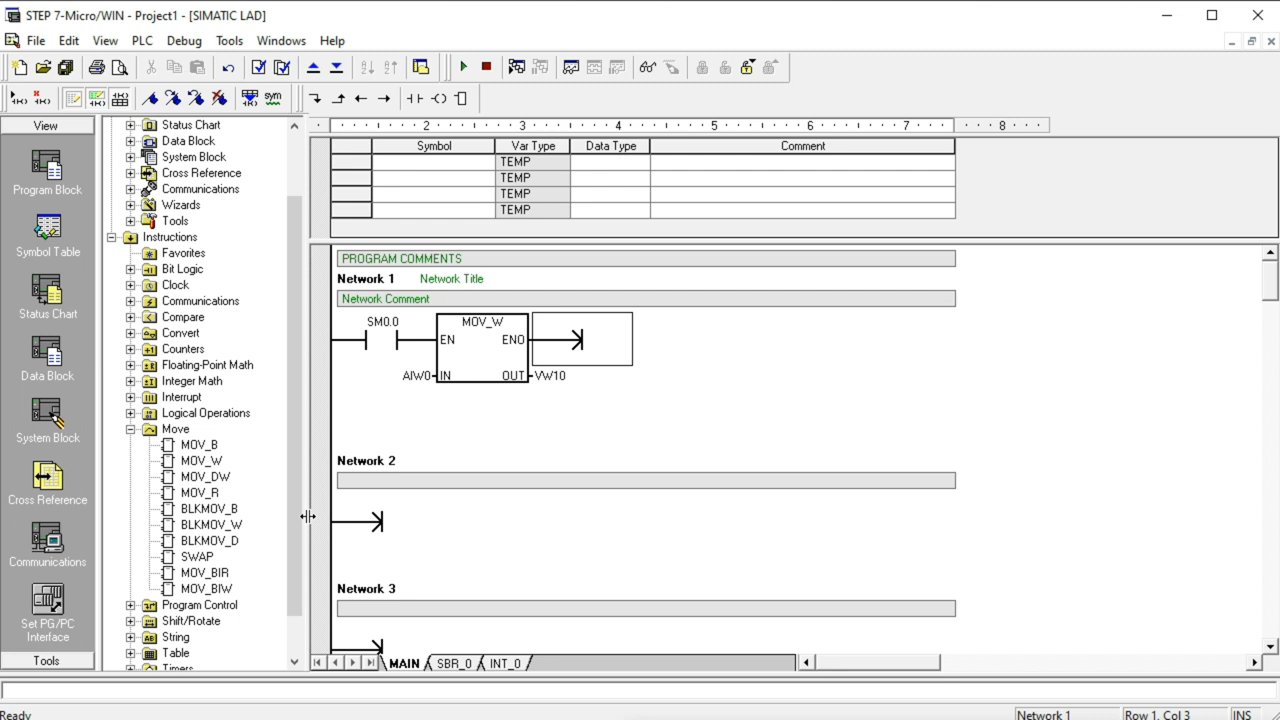 STEP 7-Micro/WIN - Project1 - [SIMATIC LAD]
File Edit View PLC Debug Tools Windows Help
sym
View
Program Block
Symbol Table
Status Chart
Data Block
System Block
Cross Reference
Communications
Set PG/PC
Interface
Tools
Status Chart
Data Block
System Block
Cross Reference
Communications
Wizards
Tools
Instructions
Favorites
Bit Logic
Clock
Communications
Compare
Convert
Counters
Floating-Point Math
Integer Math
Interrupt
Logical Operations
Move
MOV_B
MOV_W
MOV_DW
MOV_R
BLKMOV_B
BLKMOV_W
BLKMOV_D
SWAP
MOV_BIR
MOV_BIW
Program Control
Shift/Rotate
String
Table
Timers
2 3 4 5 6 7 8
Symbol Var Type Data Type Comment
TEMP
TEMP
TEMP
TEMP
PROGRAM COMMENTS
Network 1 Network Title
Network Comment
SM0.0 MOV_W
EN ENO
AIW0 IN OUT VW10
Network 2
Network 3
MAIN SBR_0 INT_0
Ready Network 1 Row 1, Col 3 INS